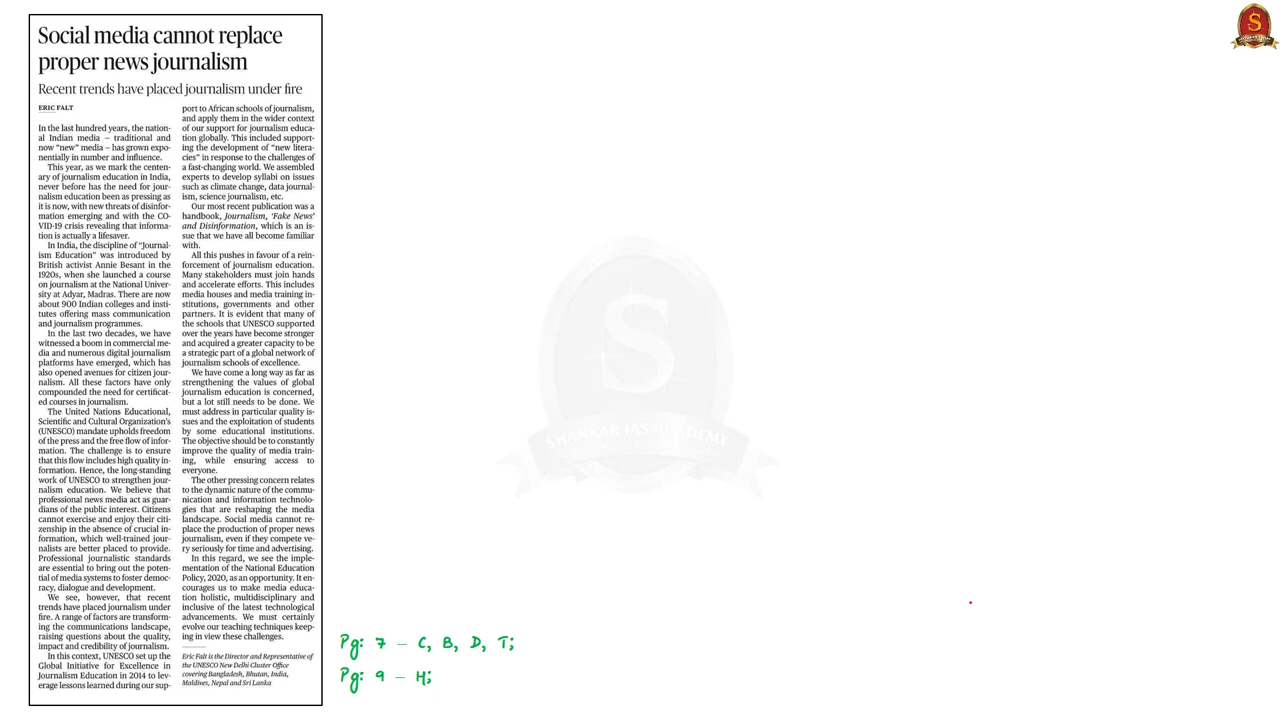 Social media cannot replace
proper news journalism
Recent trends have placed journalism under fire
ERIC FALT
In the last hundred years, the nation-
al Indian media – traditional and
now “new” media – has grown expo-
nentially in number and influence.
This year, as we mark the centen-
ary of journalism education in India,
never before has the need for jour-
nalism education been as pressing as
it is now, with new threats of disinfor-
mation emerging and with the CO-
VID-19 crisis revealing that informa-
tion is actually a lifesaver.
In India, the discipline of “Journal-
ism Education” was introduced by
British activist Annie Besant in the
1920s, when she launched a course
on journalism at the National Univer-
sity at Adyar, Madras. There are now
about 900 Indian colleges and insti-
tutes offering mass communication
and journalism programmes.
In the last two decades, we have
witnessed a boom in commercial me-
dia and numerous digital journalism
platforms have emerged, which has
also opened avenues for citizen jour-
nalism. All these factors have only
compounded the need for certificat-
ed courses in journalism.
The United Nations Educational,
Scientific and Cultural Organization’s
(UNESCO) mandate upholds freedom
of the press and the free flow of infor-
mation. The challenge is to ensure
that this flow includes high quality in-
formation. Hence, the long-standing
work of UNESCO to strengthen jour-
nalism education. We believe that
professional news media act as guar-
dians of the public interest. Citizens
cannot exercise and enjoy their citi-
zenship in the absence of crucial in-
formation, which well-trained jour-
nalists are better placed to provide.
Professional journalistic standards
are essential to bring out the poten-
tial of media systems to foster democ-
racy, dialogue and development.
We see, however, that recent
trends have placed journalism under
fire. A range of factors are transform-
ing the communications landscape,
raising questions about the quality,
impact and credibility of journalism.
In this context, UNESCO set up the
Global Initiative for Excellence in
Journalism Education in 2014 to lev-
erage lessons learned during our sup-
port to African schools of journalism,
and apply them in the wider context
of our support for journalism educa-
tion globally. This included support-
ing the development of “new litera-
cies” in response to the challenges of
a fast-changing world. We assembled
experts to develop syllabi on issues
such as climate change, data journal-
ism, science journalism, etc.
Our most recent publication was a
handbook, Journalism, ‘Fake News’
and Disinformation, which is an is-
sue that we have all become familiar
with.
All this pushes in favour of a rein-
forcement of journalism education.
Many stakeholders must join hands
and accelerate efforts. This includes
media houses and media training in-
stitutions, governments and other
partners. It is evident that many of
the schools that UNESCO supported
over the years have become stronger
and acquired a greater capacity to be
a strategic part of a global network of
journalism schools of excellence.
We have come a long way as far as
strengthening the values of global
journalism education is concerned,
but a lot still needs to be done. We
must address in particular quality is-
sues and the exploitation of students
by some educational institutions.
The objective should be to constantly
improve the quality of media train-
ing, while ensuring access to
everyone.
The other pressing concern relates
to the dynamic nature of the commu-
nication and information technolo-
gies that are reshaping the media
landscape. Social media cannot re-
place the production of proper news
journalism, even if they compete ve-
ry seriously for time and advertising.
In this regard, we see the imple-
mentation of the National Education
Policy, 2020, as an opportunity. It en-
courages us to make media educa-
tion holistic, multidisciplinary and
inclusive of the latest technological
advancements. We must certainly
evolve our teaching techniques keep-
ing in view these challenges.
Eric Falt is the Director and Representative of
the UNESCO New Delhi Cluster Office
covering Bangladesh, Bhutan, India,
Maldives, Nepal and Sri Lanka
Pg: 7 – C, B, D, T;
Pg: 9 – H;
S
SHANKAR IAS ACADEMY
S